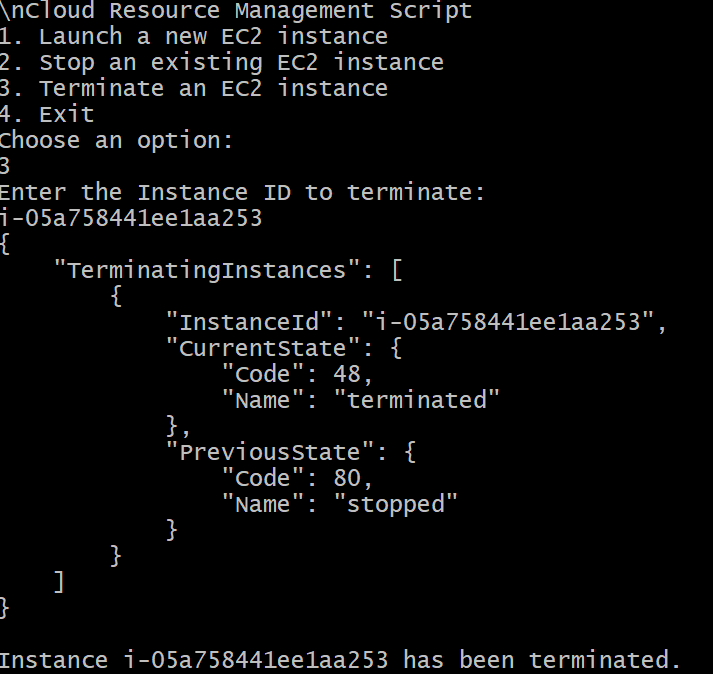 \nCloud Resource Management Script
1. Launch a new EC2 instance
2. Stop an existing EC2 instance
3. Terminate an EC2 instance
4. Exit
Choose an option:
3
Enter the Instance ID to terminate:
i-05a758441ee1aa253
{
    "TerminatingInstances": [
        {
            "InstanceId": "i-05a758441ee1aa253",
            "CurrentState": {
                "Code": 48,
                "Name": "terminated"
            },
            "PreviousState": {
                "Code": 80,
                "Name": "stopped"
            }
        }
    ]
}

Instance i-05a758441ee1aa253 has been terminated.